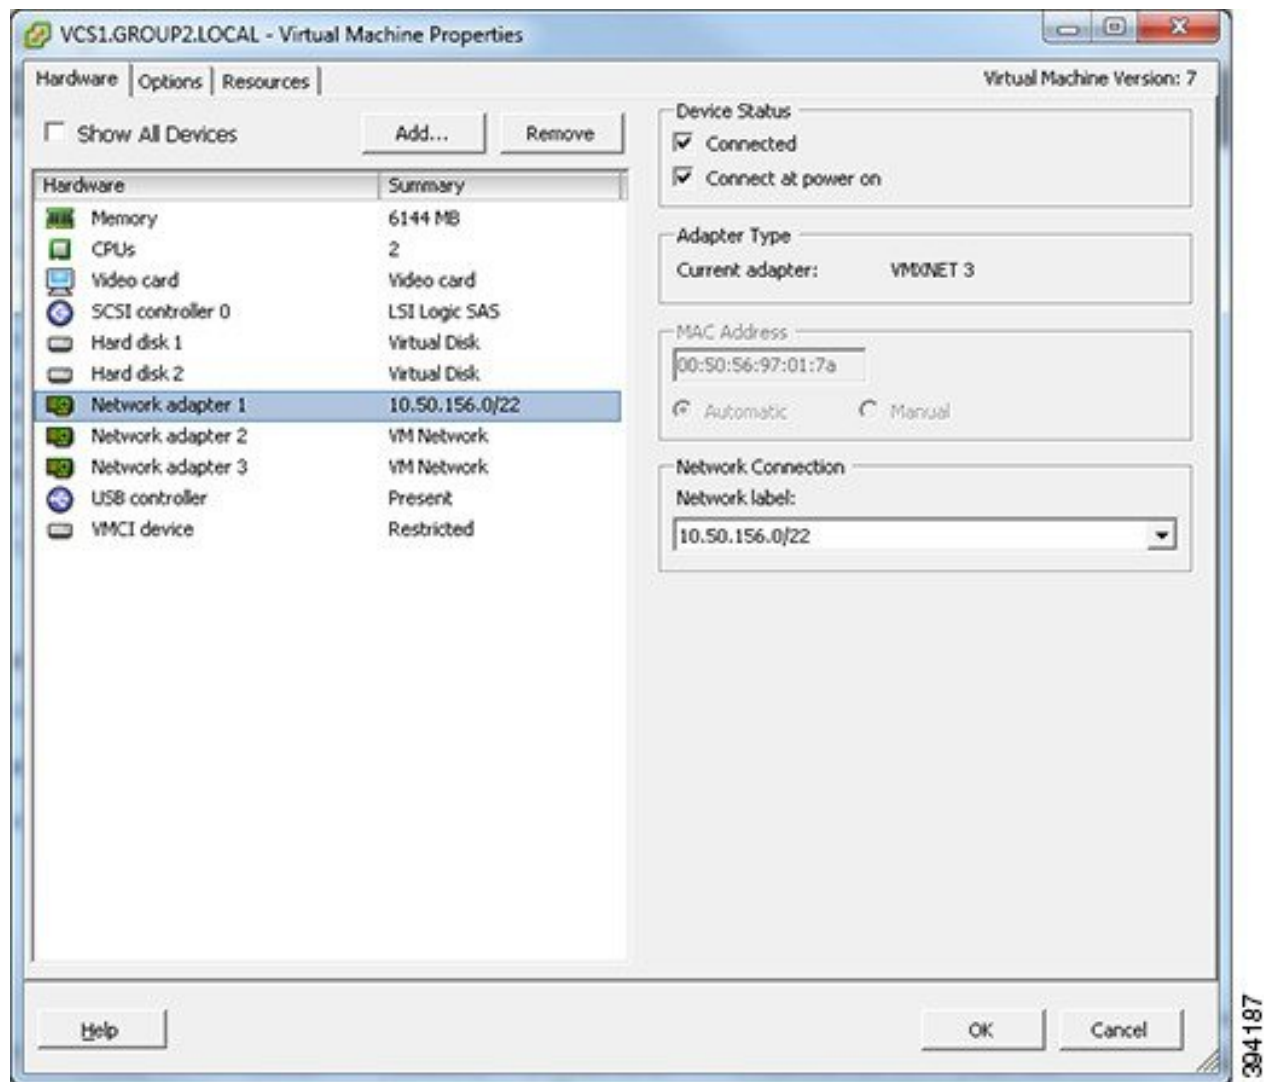 VCS1.GROUP2.LOCAL - Virtual Machine Properties
Hardware Options Resources
Virtual Machine Version: 7
Show All Devices
Add...
Remove
Hardware Summary
Memory 6144 MB
CPUs 2
Video card Video card
SCSI controller 0 LSI Logic SAS
Hard disk 1 Virtual Disk
Hard disk 2 Virtual Disk
Network adapter 1 10.50.156.0/22
Network adapter 2 VM Network
Network adapter 3 VM Network
USB controller Present
VMCI device Restricted
Device Status
Connected
Connect at power on
Adapter Type
Current adapter: VMXNET 3
MAC Address
00:50:56:97:01:7a
Automatic Manual
Network Connection
Network label:
10.50.156.0/22
Help
OK
Cancel
394187